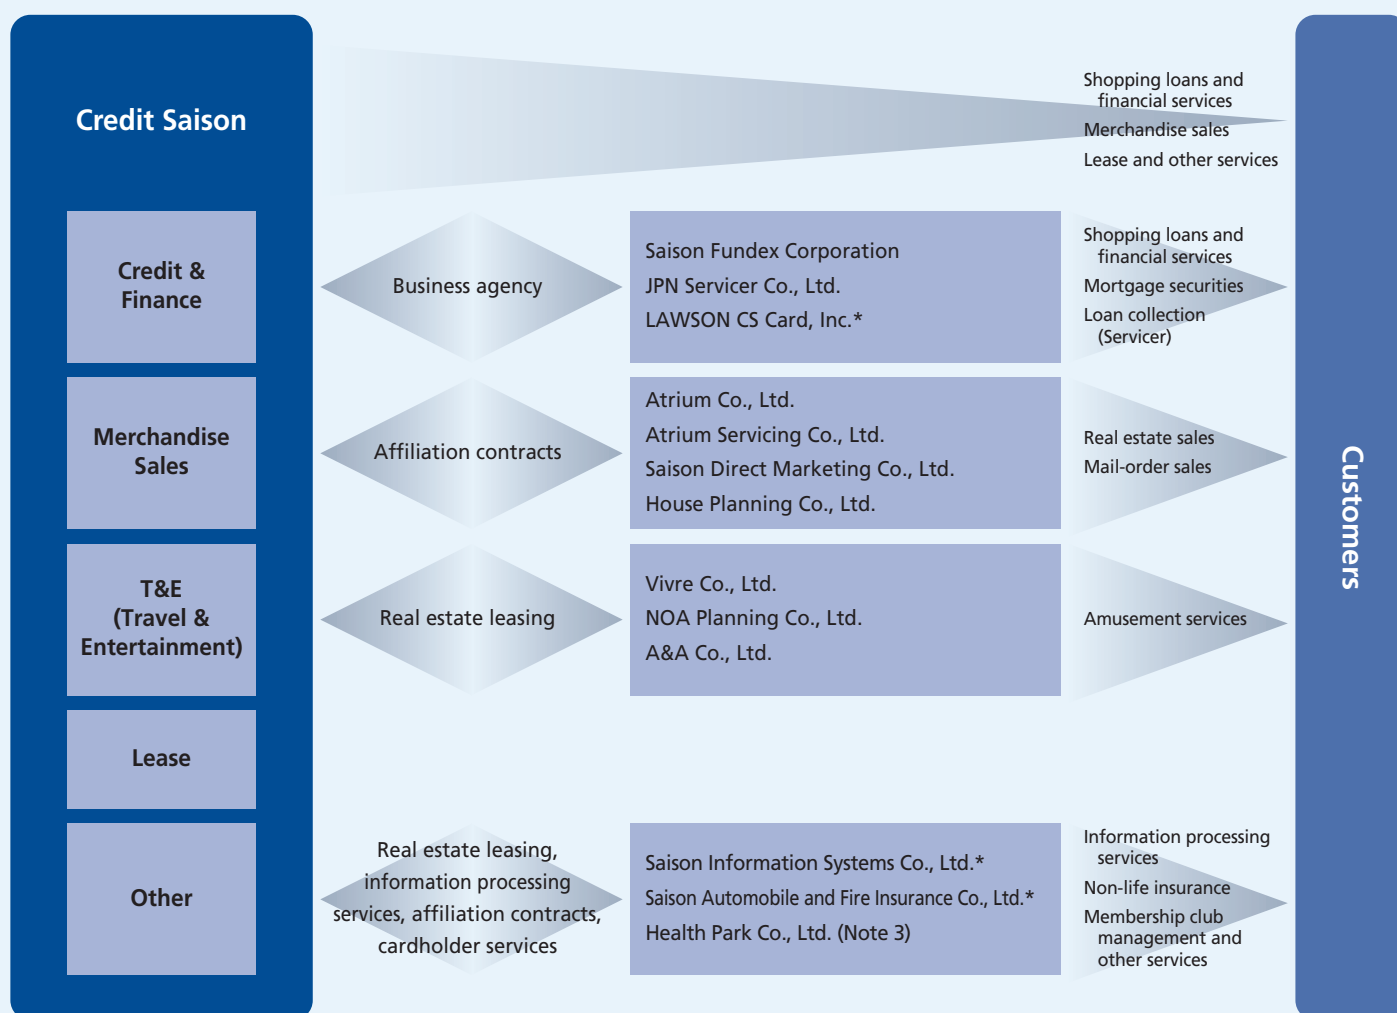 Credit Saison
Shopping loans and
financial services
Merchandise sales
Lease and other services
Credit &
Finance
Business agency
Saison Fundex Corporation
JPN Servicer Co., Ltd.
LAWSON CS Card, Inc.*
Shopping loans and
financial services
Mortgage securities
Loan collection
(Servicer)
Merchandise
Sales
Affiliation contracts
Atrium Co., Ltd.
Atrium Servicing Co., Ltd.
Saison Direct Marketing Co., Ltd.
House Planning Co., Ltd.
Real estate sales
Mail-order sales
T&E
(Travel &
Entertainment)
Real estate leasing
Vivre Co., Ltd.
NOA Planning Co., Ltd.
A&A Co., Ltd.
Amusement services
Lease
Other
Real estate leasing,
information processing
services, affiliation contracts,
cardholder services
Saison Information Systems Co., Ltd.*
Saison Automobile and Fire Insurance Co., Ltd.*
Health Park Co., Ltd. (Note 3)
Information processing
services
Non-life insurance
Membership club
management and
other services
Customers